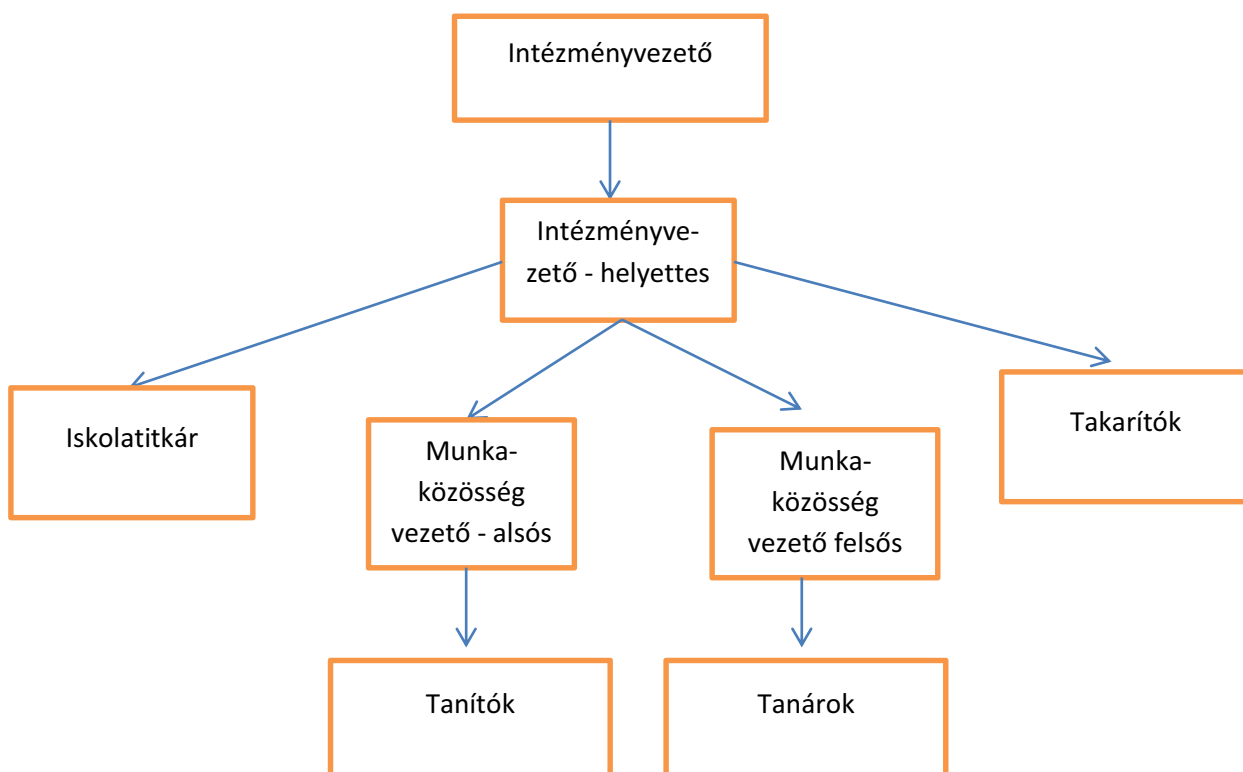 Intézményvezető
Intézményve-
zető - helyettes
Iskolatitkár
Munka-
közösség
vezető - alsós
Munka-
közösség
vezető felsős
Takarítók
Tanítók
Tanárok